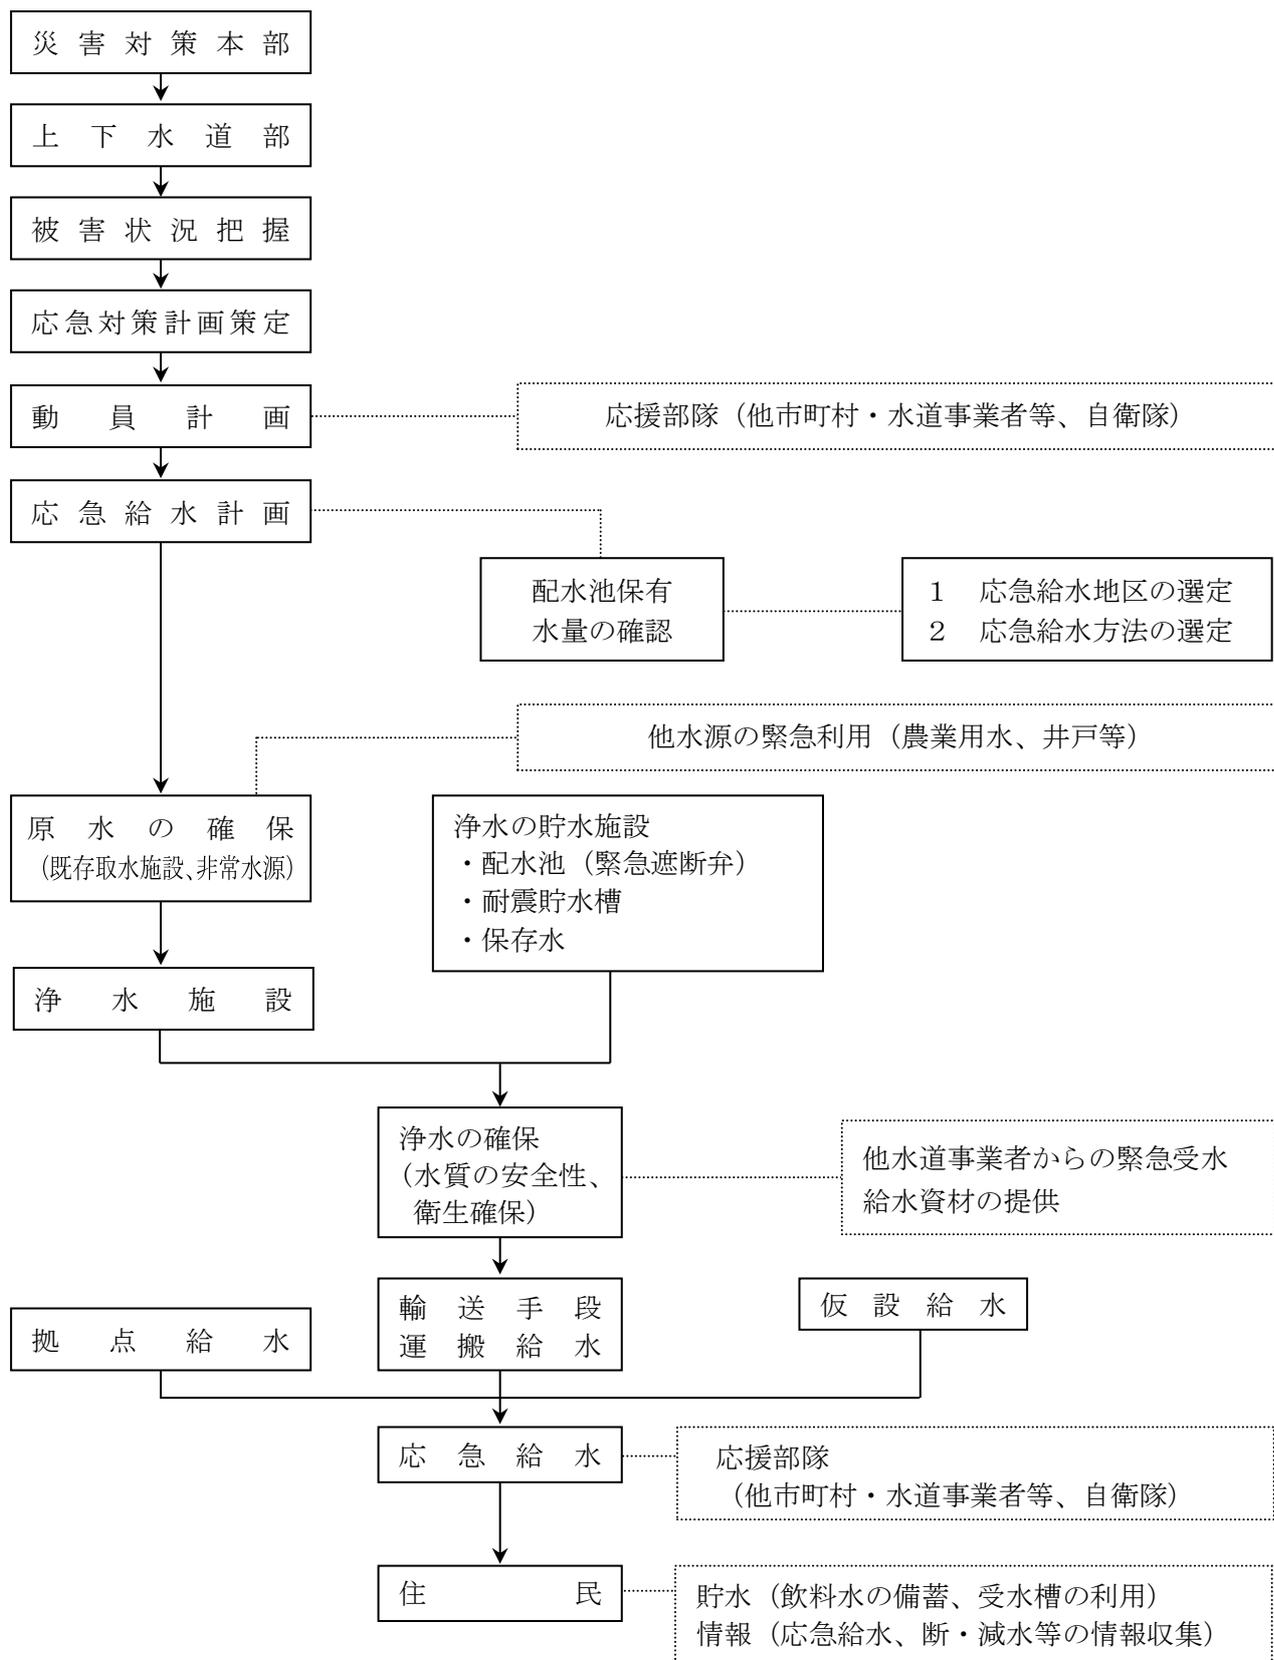 災害対策本部
上下水道部
被害状況把握
応急対策計画策定
動員計画
応援部隊（他市町村・水道事業者等、自衛隊）
応急給水計画
配水池保有
水量の確認
１　応急給水地区の選定
２　応急給水方法の選定
他水源の緊急利用（農業用水、井戸等）
原水の確保
（既存取水施設、非常水源）
浄水の貯水施設
・配水池（緊急遮断弁）
・耐震貯水槽
・保存水
浄水施設
浄水の確保
（水質の安全性、
衛生確保）
他水道事業者からの緊急受水
給水資材の提供
拠点給水
輸送手段
運搬給水
仮設給水
応急給水
応援部隊
（他市町村・水道事業者等、自衛隊）
住民
貯水（飲料水の備蓄、受水槽の利用）
情報（応急給水、断・減水等の情報収集）